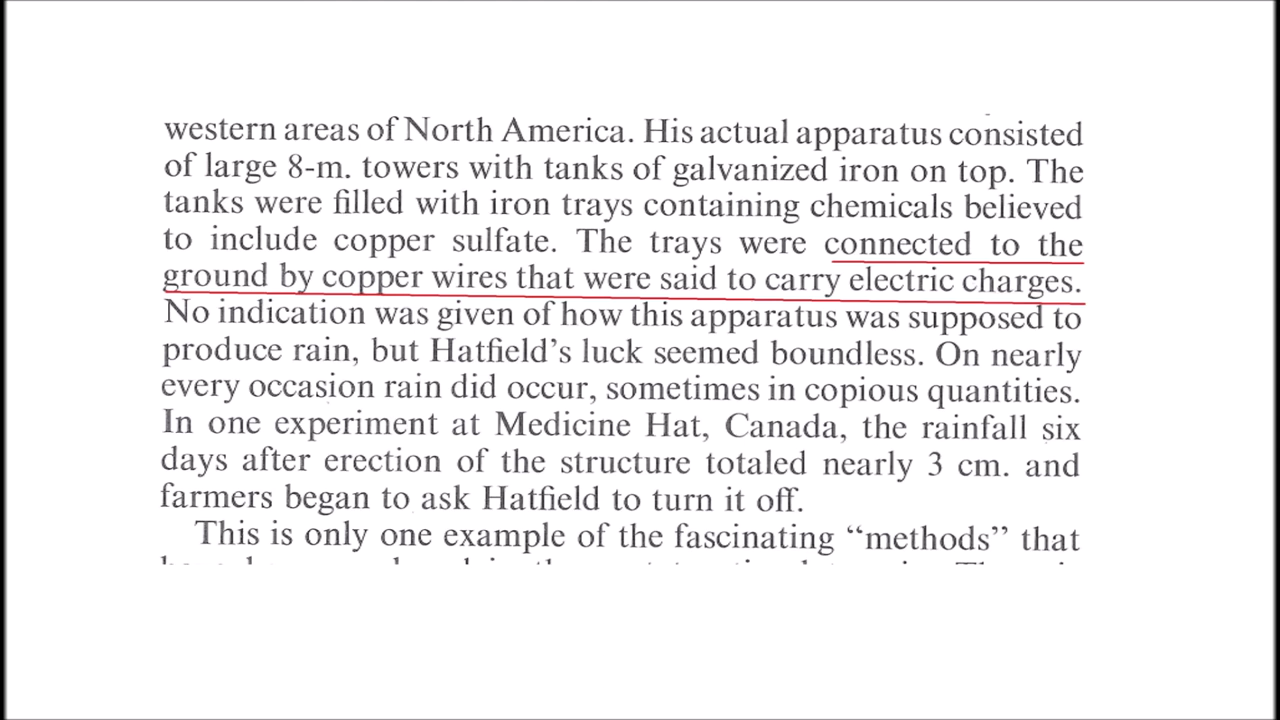 western areas of North America. His actual apparatus consisted
of large 8-m. towers with tanks of galvanized iron on top. The
tanks were filled with iron trays containing chemicals believed
to include copper sulfate. The trays were connected to the
ground by copper wires that were said to carry electric charges.
No indication was given of how this apparatus was supposed to
produce rain, but Hatfield’s luck seemed boundless. On nearly
every occasion rain did occur, sometimes in copious quantities.
In one experiment at Medicine Hat, Canada, the rainfall six
days after erection of the structure totaled nearly 3 cm. and
farmers began to ask Hatfield to turn it off.
This is only one example of the fascinating “methods” that